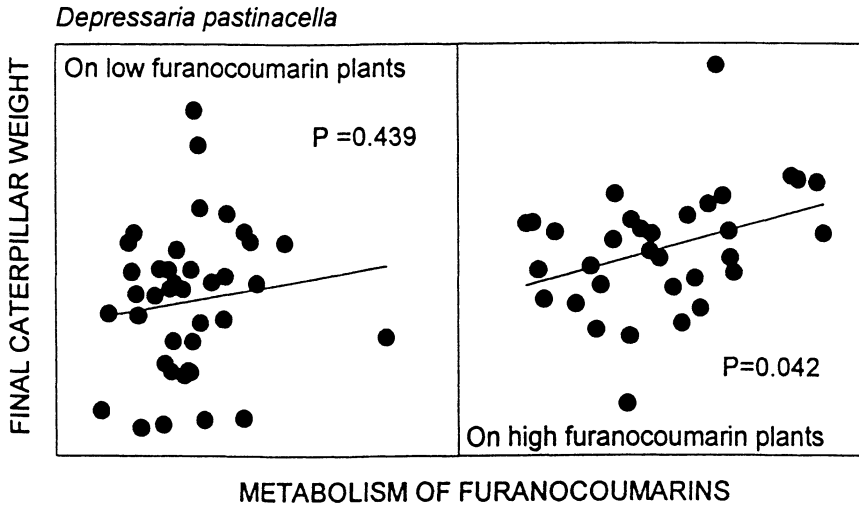 Depressaria pastinacella
FINAL CATERPILLAR WEIGHT
On low furanocoumarin plants
P =0.439
P=0.042
On high furanocoumarin plants
METABOLISM OF FURANOCOUMARINS